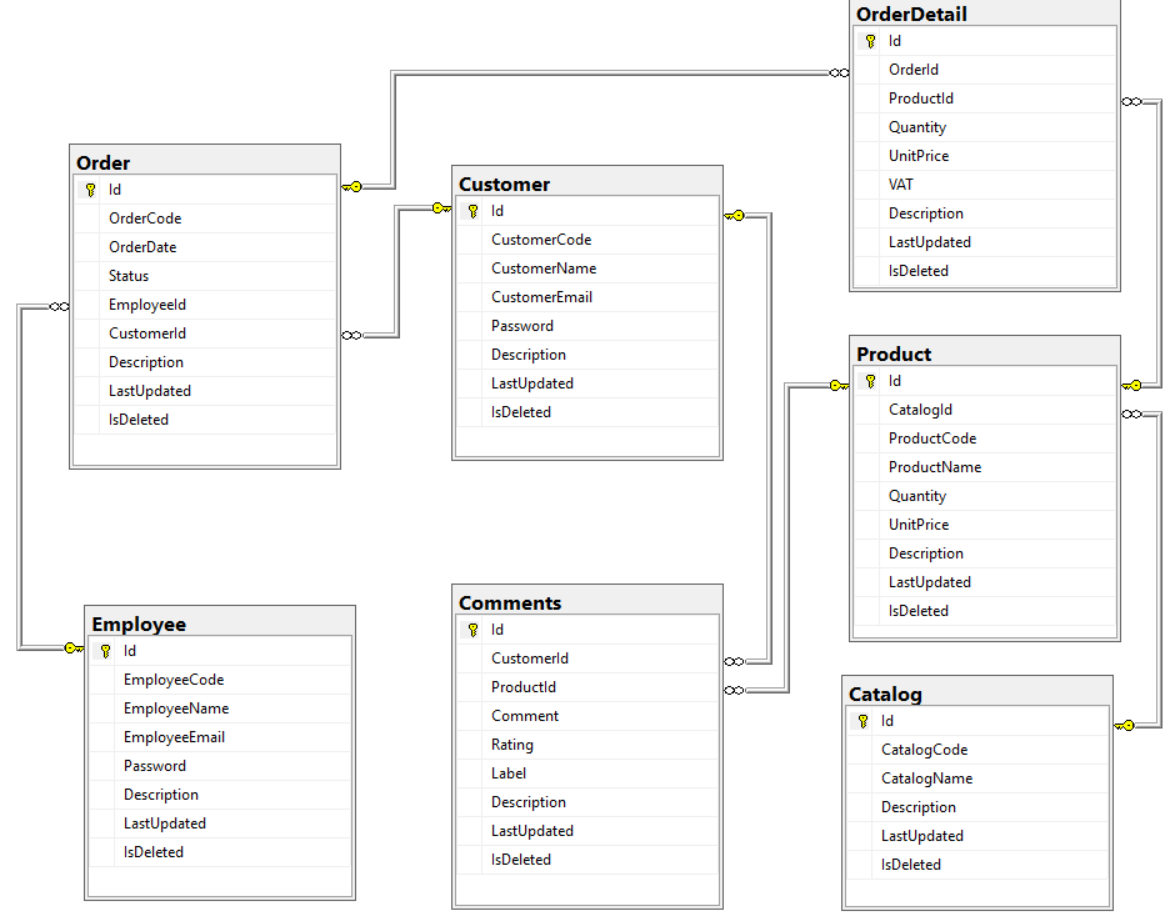 OrderDetail
Id
OrderId
ProductId
Quantity
UnitPrice
VAT
Description
LastUpdated
IsDeleted
Order
Id
OrderCode
OrderDate
Status
EmployeeId
CustomerId
Description
LastUpdated
IsDeleted
Customer
Id
CustomerCode
CustomerName
CustomerEmail
Password
Description
LastUpdated
IsDeleted
Product
Id
CatalogId
ProductCode
ProductName
Quantity
UnitPrice
Description
LastUpdated
IsDeleted
Employee
Id
EmployeeCode
EmployeeName
EmployeeEmail
Password
Description
LastUpdated
IsDeleted
Comments
Id
CustomerId
ProductId
Comment
Rating
Label
Description
LastUpdated
IsDeleted
Catalog
Id
CatalogCode
CatalogName
Description
LastUpdated
IsDeleted